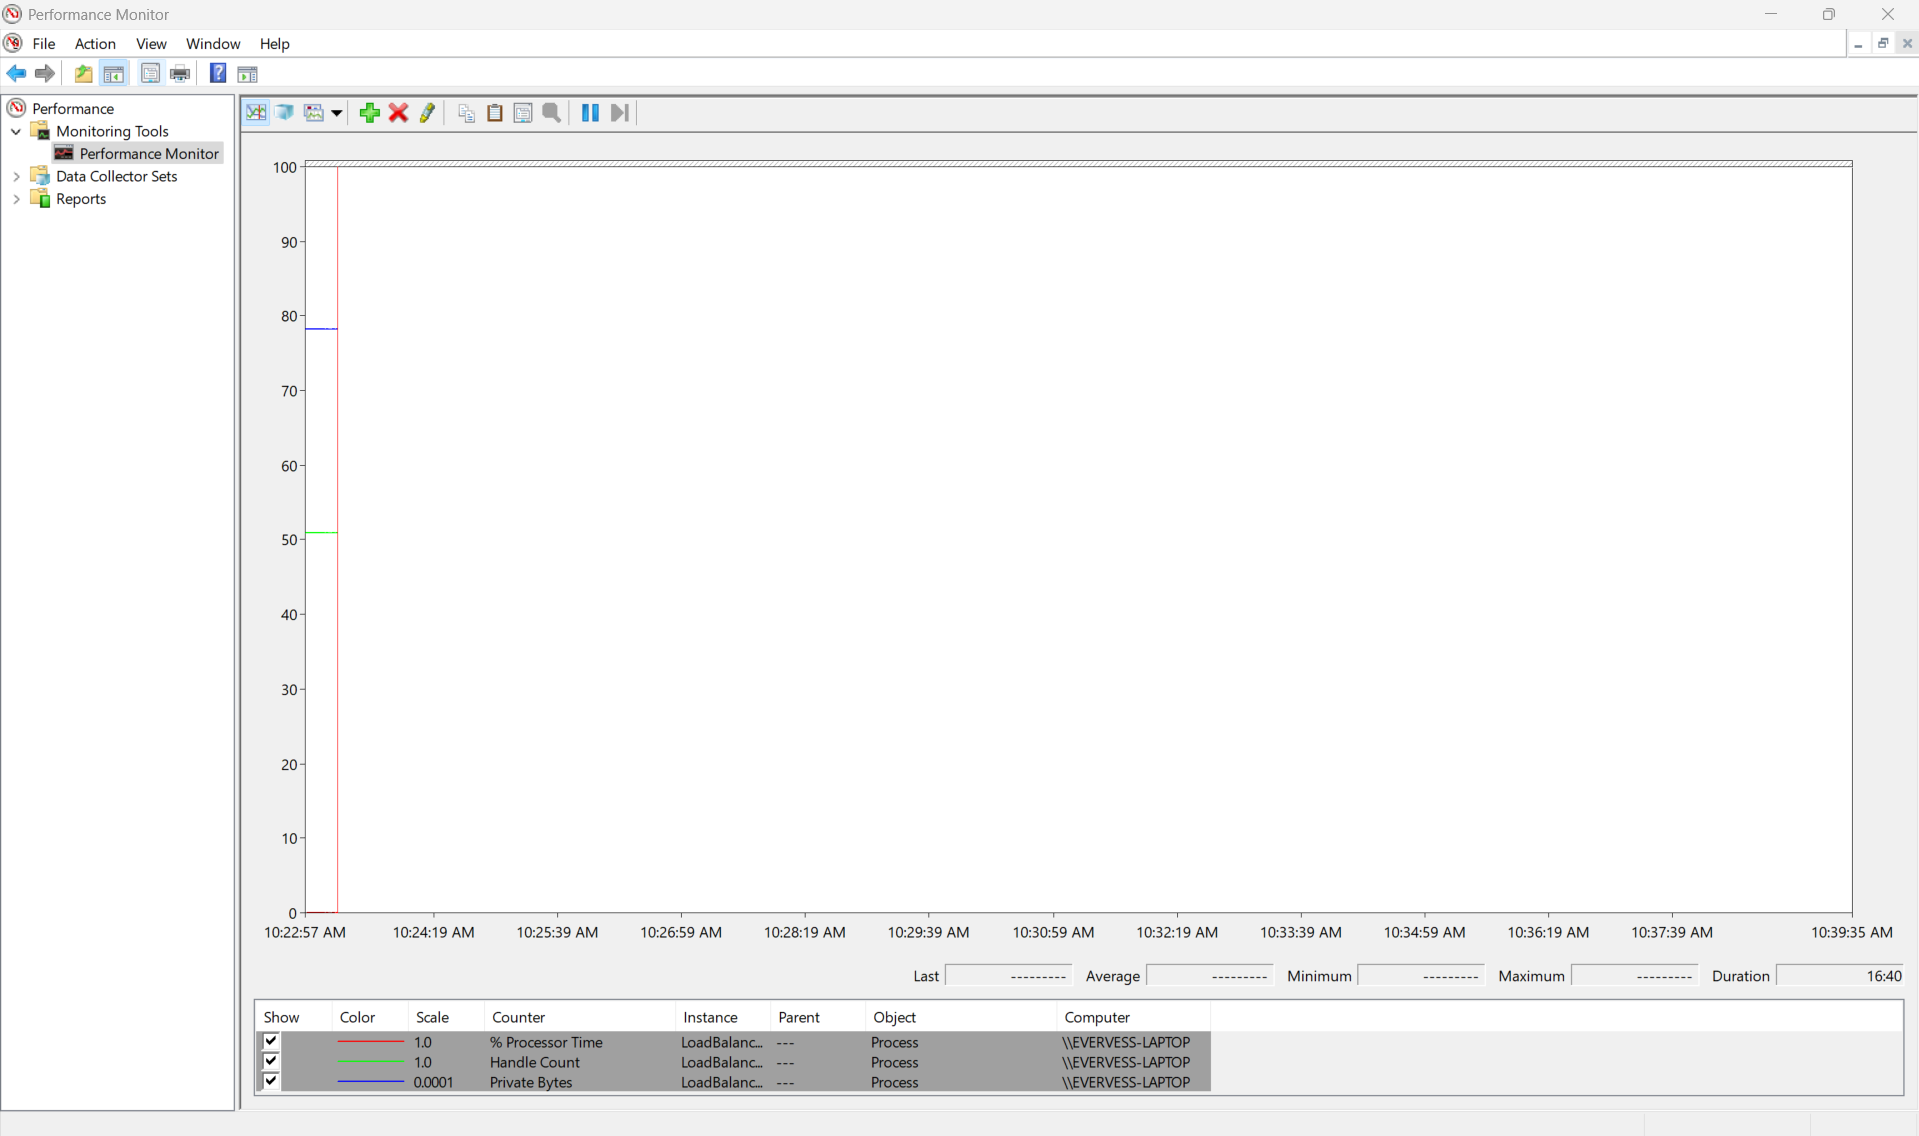 Performance Monitor
File Action View Window Help
Performance
Monitoring Tools
Performance Monitor
Data Collector Sets
Reports
100
90
80
70
60
50
40
30
20
10
0
10:22:57 AM 10:24:19 AM 10:25:39 AM 10:26:59 AM 10:28:19 AM 10:29:39 AM 10:30:59 AM 10:32:19 AM 10:33:39 AM 10:34:59 AM 10:36:19 AM 10:37:39 AM 10:39:35 AM
Last --------- Average --------- Minimum --------- Maximum --------- Duration 16:40
Show Color Scale Counter Instance Parent Object Computer
1.0 % Processor Time LoadBalanc... --- Process \\EVERVESS-LAPTOP
1.0 Handle Count LoadBalanc... --- Process \\EVERVESS-LAPTOP
0.0001 Private Bytes LoadBalanc... --- Process \\EVERVESS-LAPTOP